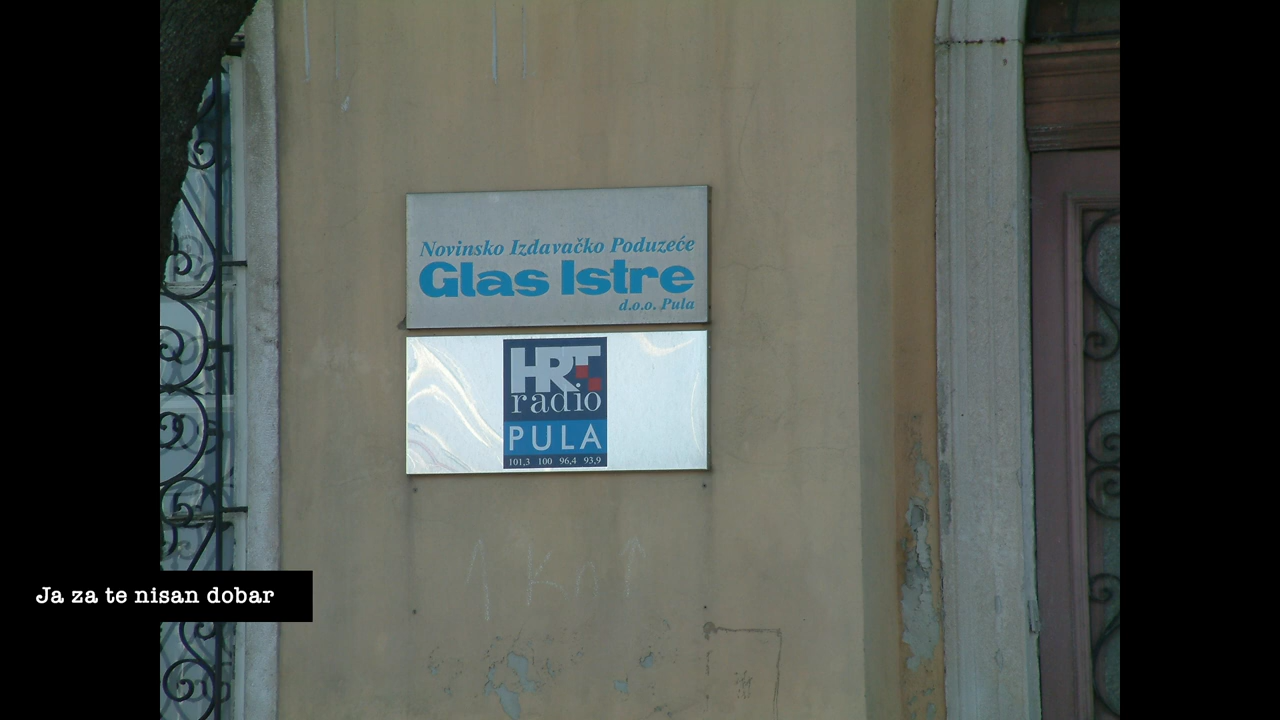 Novinsko Izdavačko Poduzeće
Glas Istre
d.o.o. Pula
HRT
radio
PULA
101,3 100 96,4 93,9
Ja za te nisan dobar